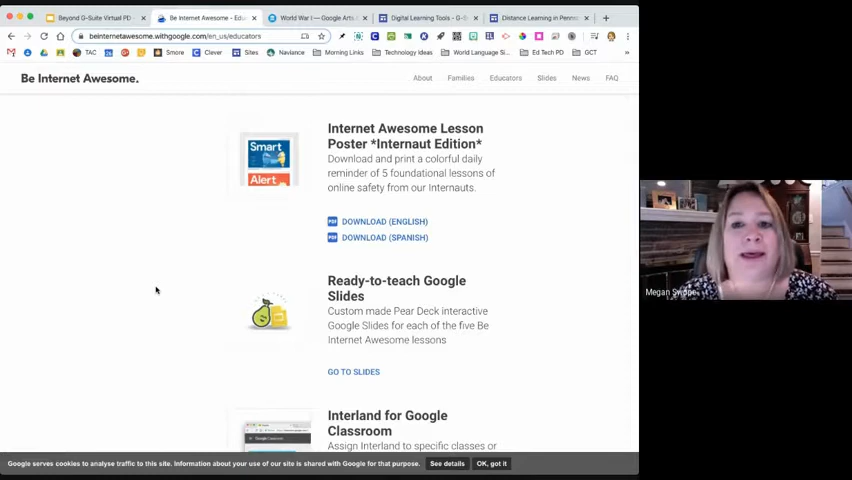 Beyond G-Suite Virtual PD
Be Internet Awesome - Edu
World War I — Google Arts
Digital Learning Tools - G-S
Distance Learning in Penns
beinternetawesome.withgoogle.com/en_us/educators
TAC
Smore
Clever
Sites
Naviance
Morning Links
Technology Ideas
World Language Si...
Ed Tech PD
GCT
Be Internet Awesome.
About
Families
Educators
Slides
News
FAQ
Internet Awesome Lesson
Poster *Internaut Edition*
Download and print a colorful daily
reminder of 5 foundational lessons of
online safety from our Internauts.
Smart
Alert
DOWNLOAD (ENGLISH)
DOWNLOAD (SPANISH)
Ready-to-teach Google
Slides
Custom made Pear Deck interactive
Google Slides for each of the five Be
Internet Awesome lessons
GO TO SLIDES
Interland for Google
Classroom
Assign Interland to specific classes or
Google serves cookies to analyse traffic to this site. Information about your use of our site is shared with Google for that purpose.
See details
OK, got it
Megan Swope